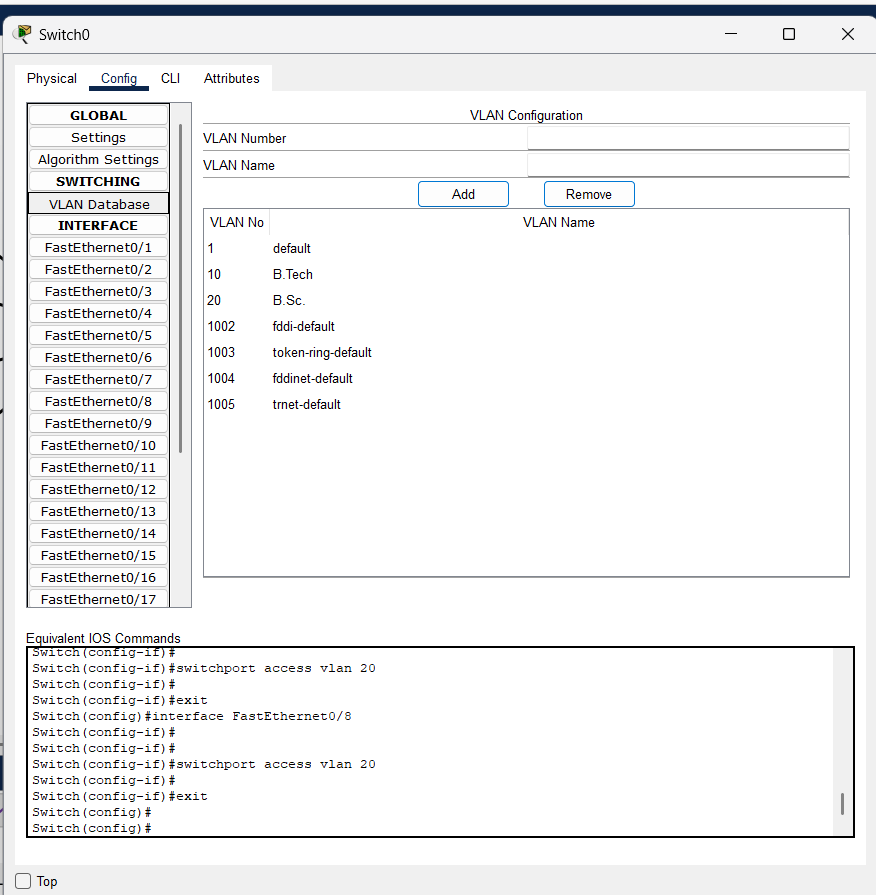 Switch0
Physical Config CLI Attributes
GLOBAL
Settings
Algorithm Settings
SWITCHING
VLAN Database
INTERFACE
FastEthernet0/1
FastEthernet0/2
FastEthernet0/3
FastEthernet0/4
FastEthernet0/5
FastEthernet0/6
FastEthernet0/7
FastEthernet0/8
FastEthernet0/9
FastEthernet0/10
FastEthernet0/11
FastEthernet0/12
FastEthernet0/13
FastEthernet0/14
FastEthernet0/15
FastEthernet0/16
FastEthernet0/17
VLAN Configuration
VLAN Number
VLAN Name
Add Remove
VLAN No VLAN Name
1 default
10 B.Tech
20 B.Sc.
1002 fddi-default
1003 token-ring-default
1004 fddinet-default
1005 trnet-default
Equivalent IOS Commands
Switch(config-if)#
Switch(config-if)#switchport access vlan 20
Switch(config-if)#
Switch(config-if)#exit
Switch(config)#interface FastEthernet0/8
Switch(config-if)#
Switch(config-if)#
Switch(config-if)#switchport access vlan 20
Switch(config-if)#
Switch(config-if)#exit
Switch(config)#
Switch(config)#
Top